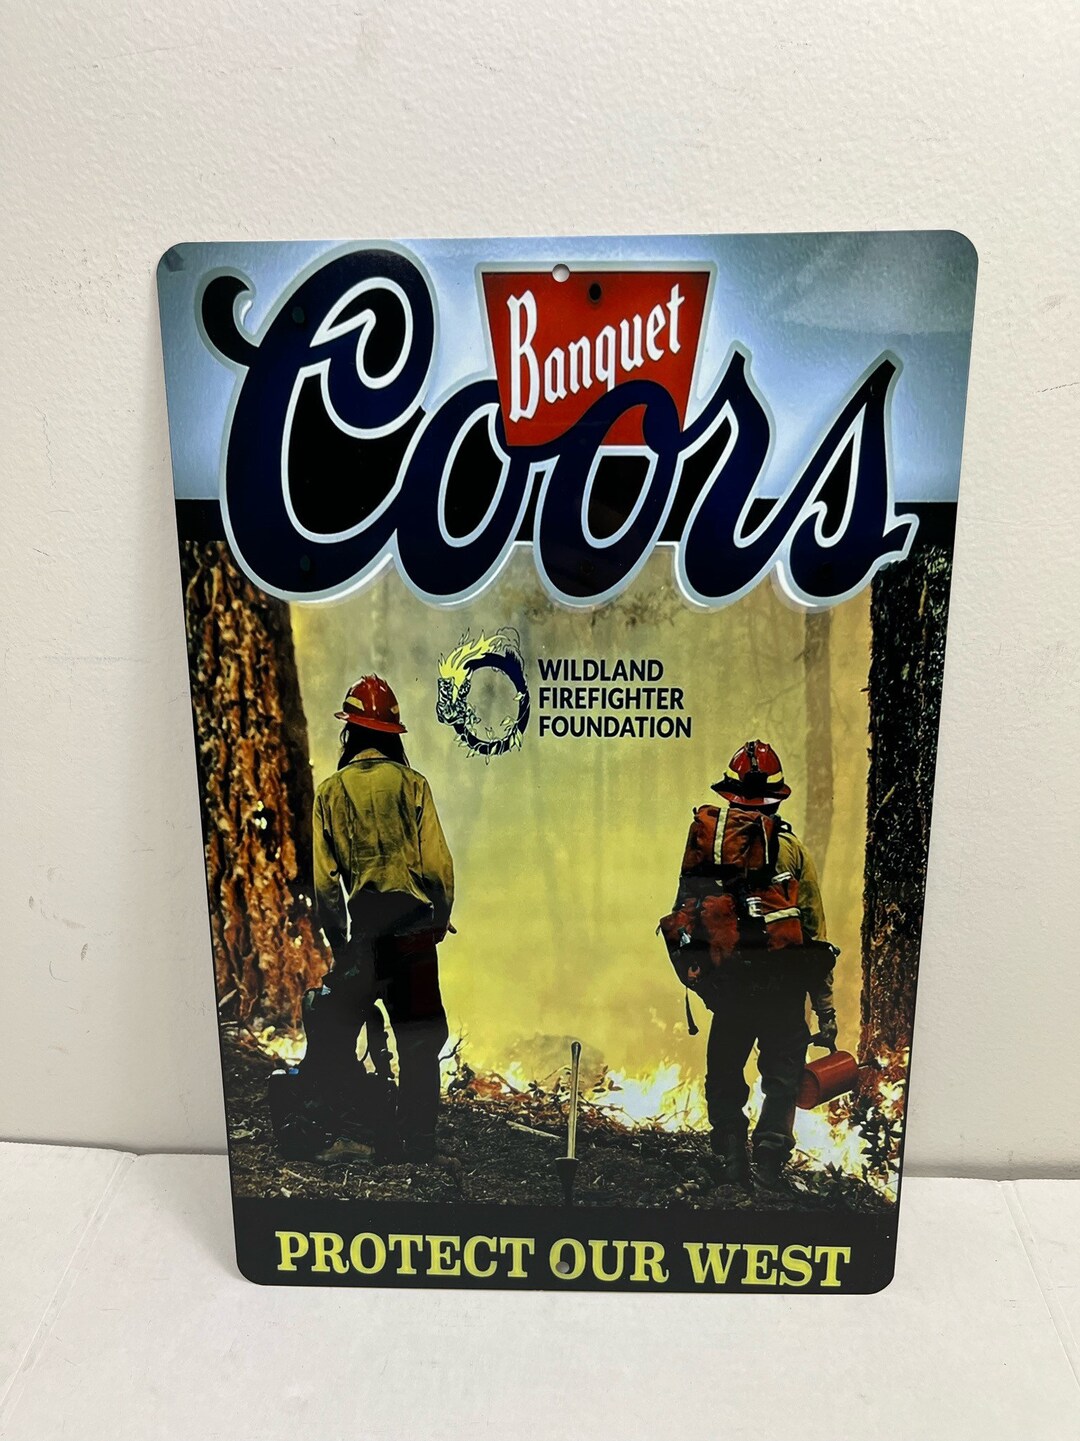 Banquet
Coors
WILDLAND
FIREFIGHTER
FOUNDATION
PROTECT OUR WEST